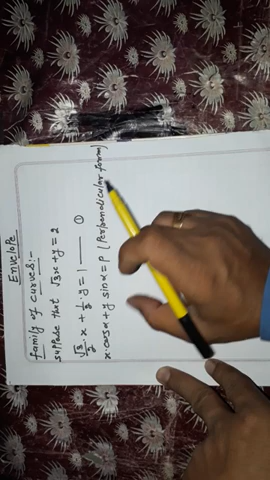 Envelope
Family of curves:-
suppose that √3x + y = 2
√3/2 x + 1/2 · y = 1 —— ①
x cosα + y sinα = P (Perpendicular form)